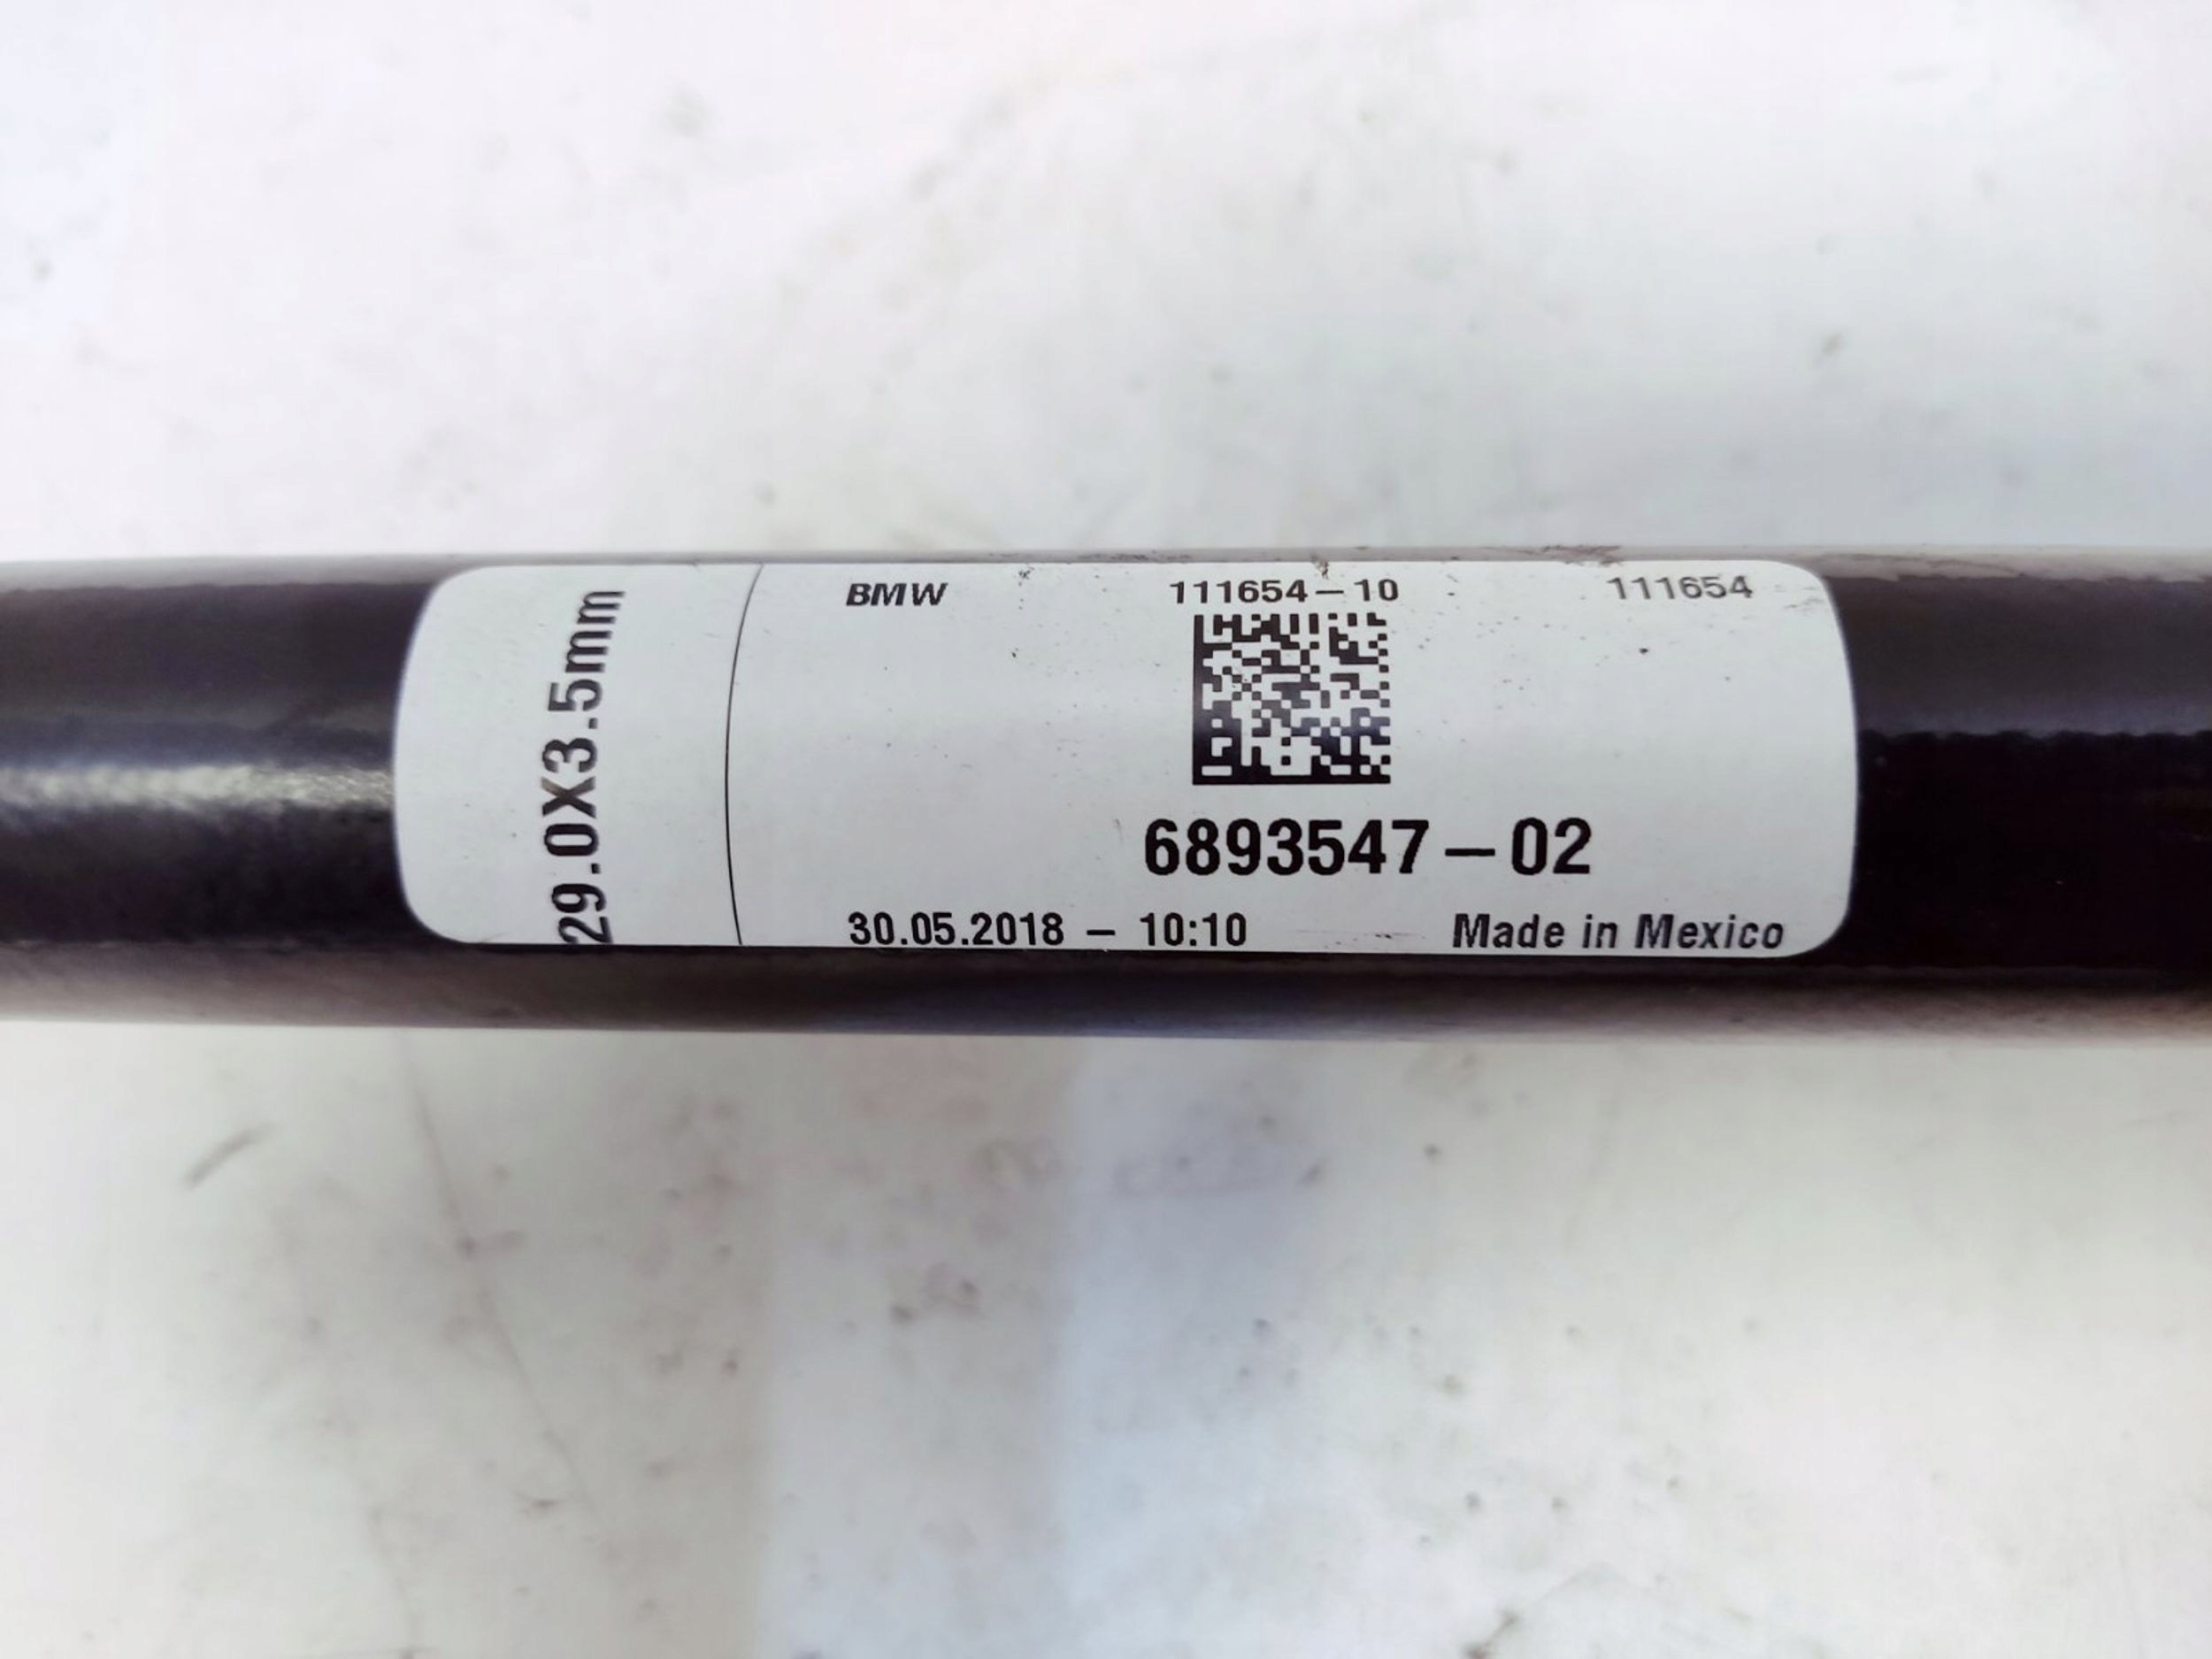 29.0X3.5mm
BMW 111654-10 111654
6893547-02
30.05.2018 - 10:10 Made in Mexico